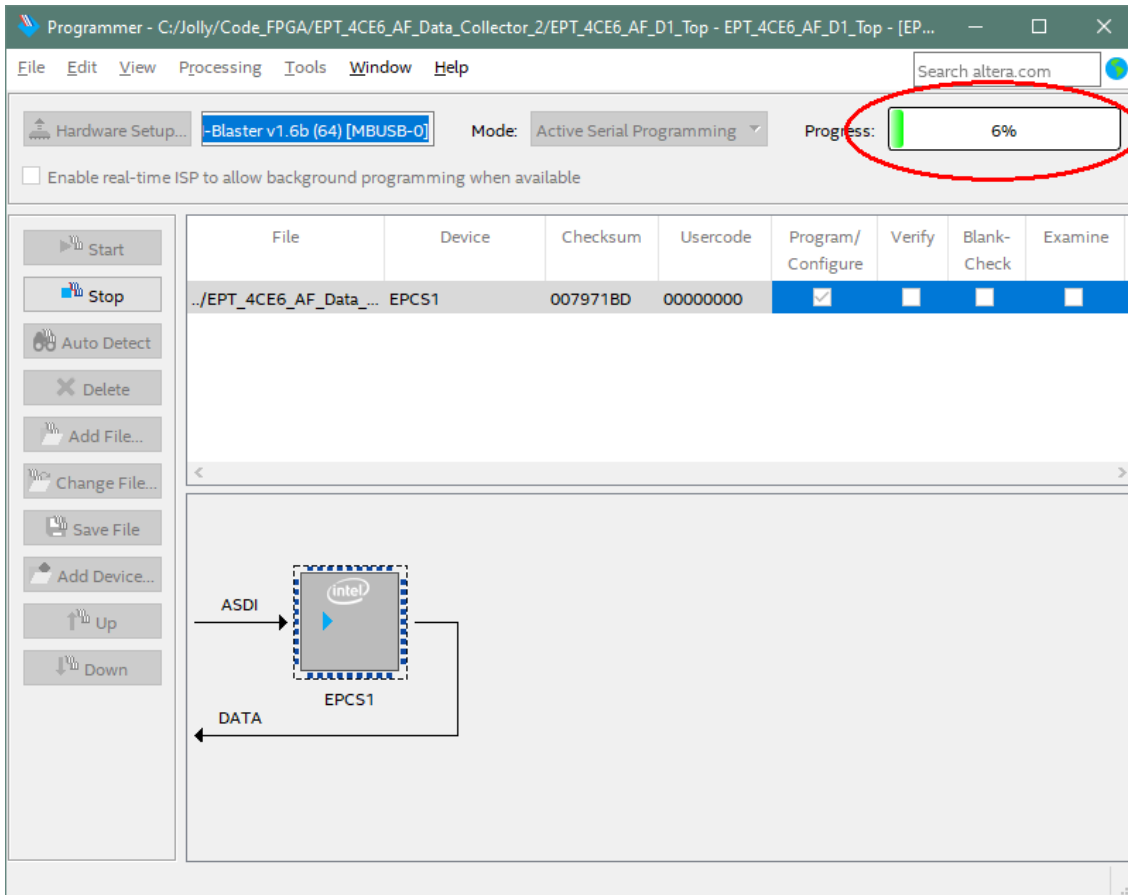 Programmer - C:/Jolly/Code_FPGA/EPT_4CE6_AF_Data_Collector_2/EPT_4CE6_AF_D1_Top - EPT_4CE6_AF_D1_Top - [EP...
File Edit View Processing Tools Window Help Search altera.com
Hardware Setup... -Blaster v1.6b (64) [MBUSB-0] Mode: Active Serial Programming Progress: 6%
Enable real-time ISP to allow background programming when available
File Device Checksum Usercode Program/ Verify Blank- Examine
Configure Check
../EPT_4CE6_AF_Data_... EPCS1 007971BD 00000000
Start
Stop
Auto Detect
Delete
Add File...
Change File...
Save File
Add Device...
Up
Down
ASDI
intel
EPCS1
DATA